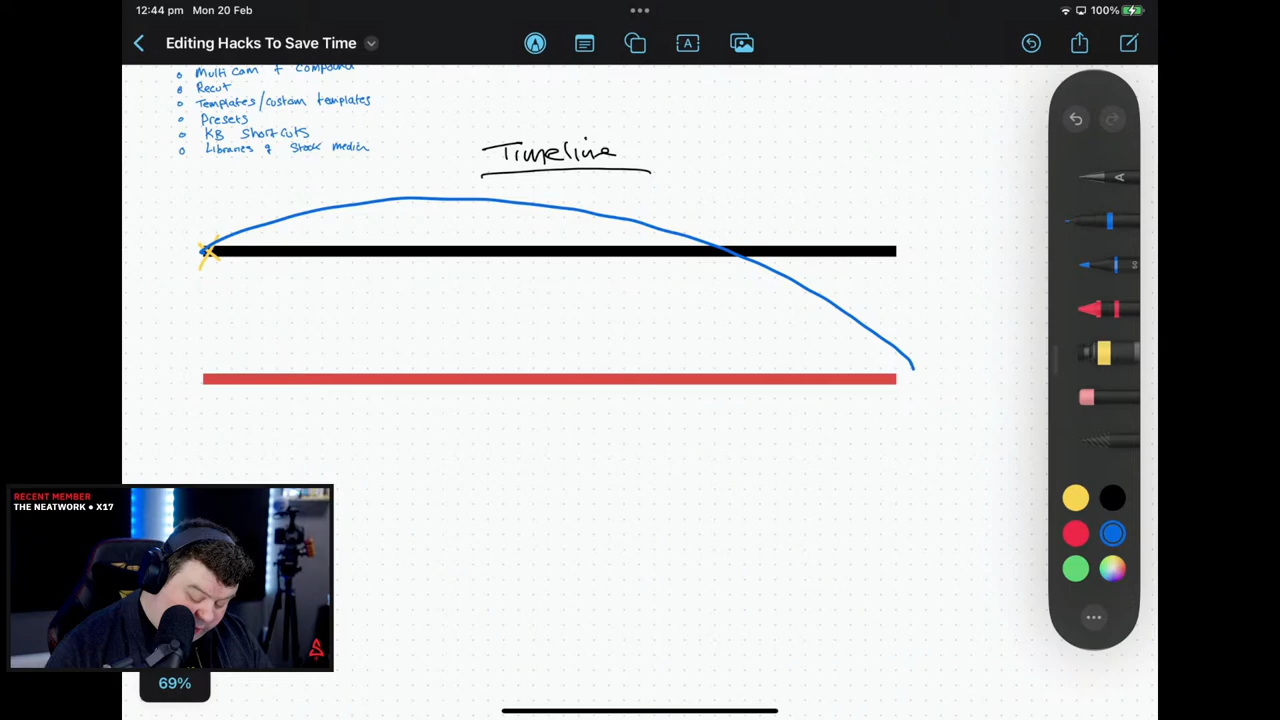 12:44 pm Mon 20 Feb
100%
Editing Hacks To Save Time
A
Multi cam + compound
Recut
Templates/custom templates
Presets
KB Shortcuts
Libraries & Stock media
Timeline
A
50
RECENT MEMBER
THE NEATWORK ● X17
69%